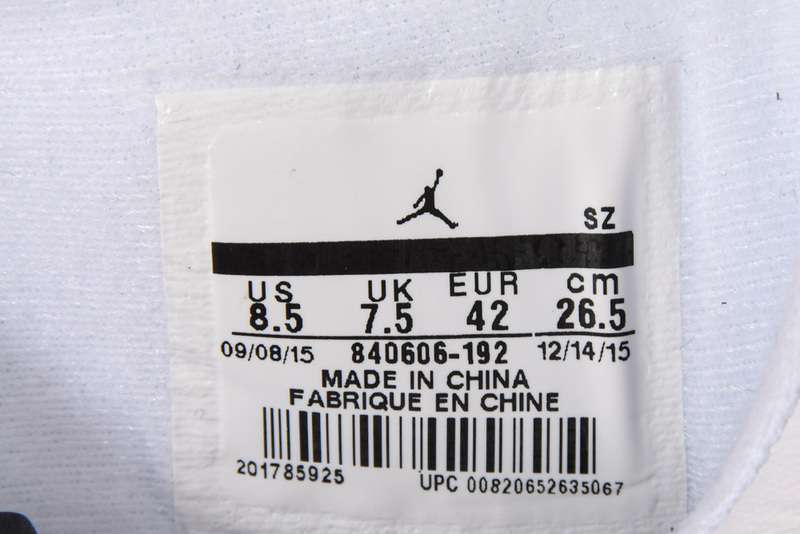 SZ
US UK EUR cm
8.5 7.5 42 26.5
09/08/15 840606-192 12/14/15
MADE IN CHINA
FABRIQUE EN CHINE
201785925
UPC 00820652635067